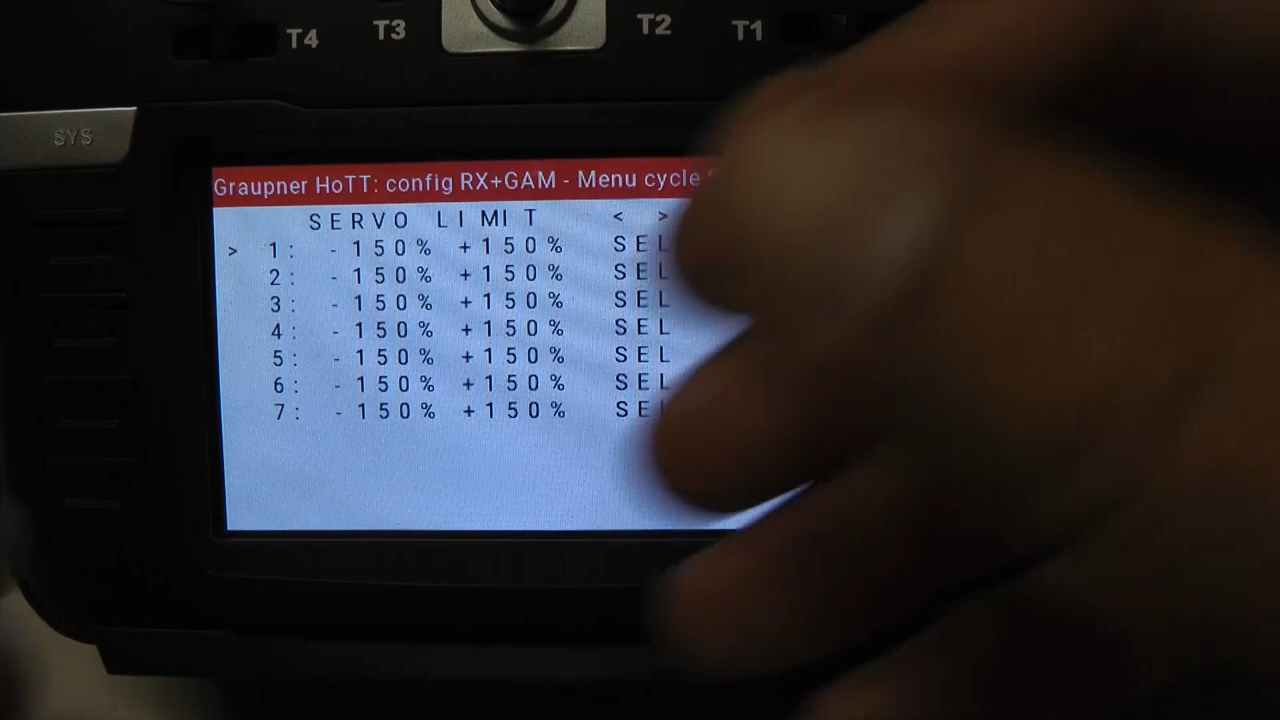 T4 T3 T2 T1
SYS
Graupner HoTT: config RX+GAM - Menu cycle
SERVO LIMIT < >
> 1: -150% +150% SEL
2: -150% +150% SEL
3: -150% +150% SEL
4: -150% +150% SEL
5: -150% +150% SEL
6: -150% +150% SEL
7: -150% +150% SEL